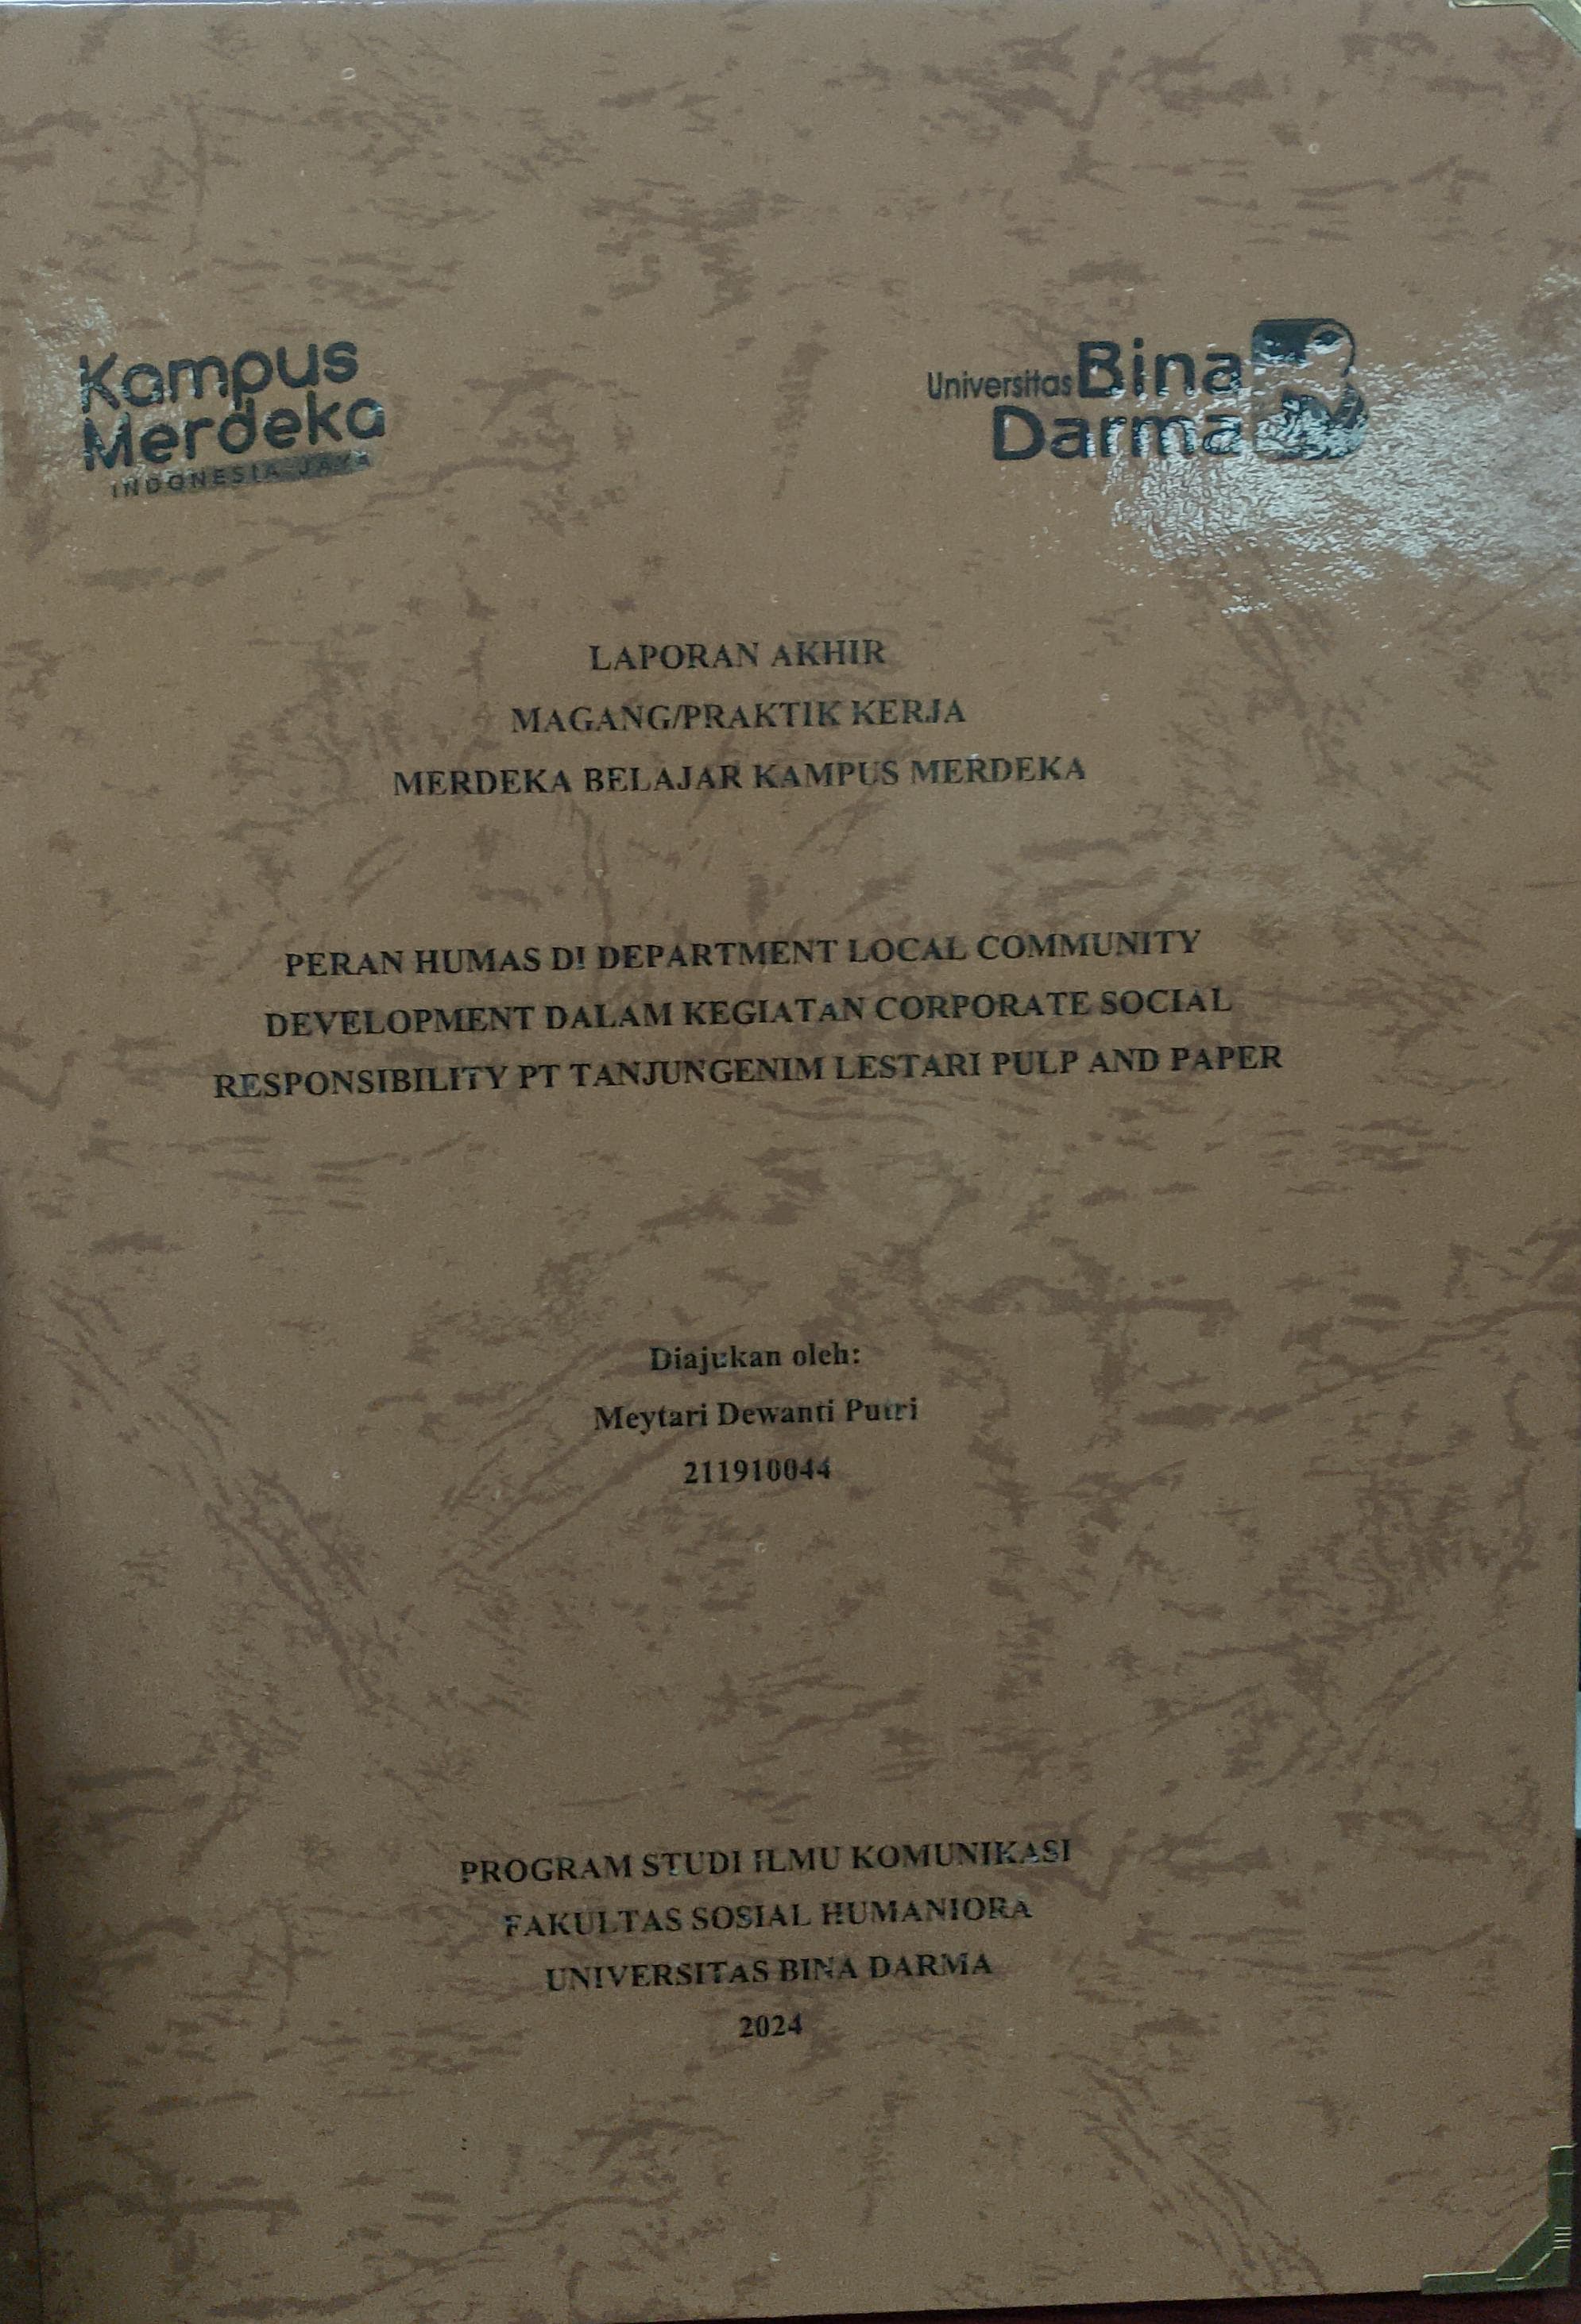 Kampus
Merdeka
INDONESIA JAYA
Universitas Bina
Darma
LAPORAN AKHIR
MAGANG/PRAKTIK KERJA
MERDEKA BELAJAR KAMPUS MERDEKA
PERAN HUMAS DI DEPARTMENT LOCAL COMMUNITY
DEVELOPMENT DALAM KEGIATAN CORPORATE SOCIAL
RESPONSIBILITY PT TANJUNGENIM LESTARI PULP AND PAPER
Diajukan oleh:
Meytari Dewanti Putri
211910044
PROGRAM STUDI ILMU KOMUNIKASI
FAKULTAS SOSIAL HUMANIORA
UNIVERSITAS BINA DARMA
2024